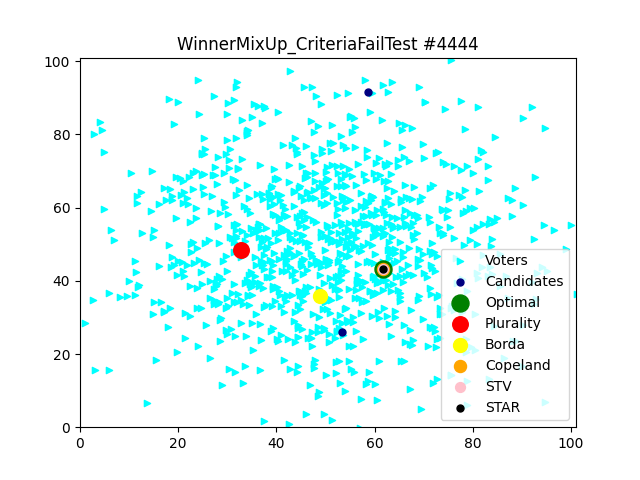 WinnerMixUp_CriteriaFailTest #4444
100
80
60
40
20
0
0 20 40 60 80 100
Voters
Candidates
Optimal
Plurality
Borda
Copeland
STV
STAR